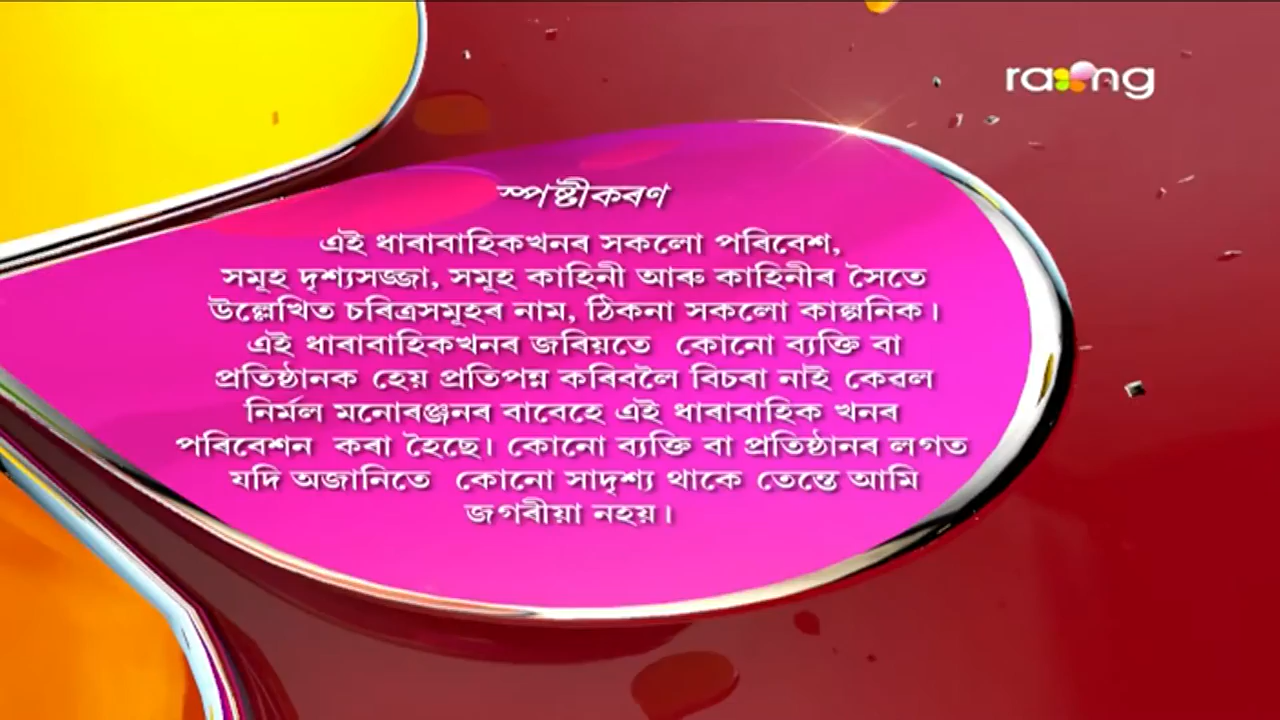 rang
স্পষ্টীকৰণ
এই ধাৰাবাহিকখনৰ সকলো পৰিবেশ,
সমূহ দৃশ্যসজ্জা, সমূহ কাহিনী আৰু কাহিনীৰ সৈতে
উল্লেখিত চৰিত্ৰসমূহৰ নাম, ঠিকনা সকলো কাল্পনিক।
এই ধাৰাবাহিকখনৰ জৰিয়তে কোনো ব্যক্তি বা
প্ৰতিষ্ঠানক হেয় প্ৰতিপন্ন কৰিবলৈ বিচৰা নাই কেৱল
নিৰ্মল মনোৰঞ্জনৰ বাবেহে এই ধাৰাবাহিক খনৰ
পৰিবেশন কৰা হৈছে। কোনো ব্যক্তি বা প্ৰতিষ্ঠানৰ লগত
যদি অজানিতে কোনো সাদৃশ্য থাকে তেন্তে আমি
জগৰীয়া নহয়।